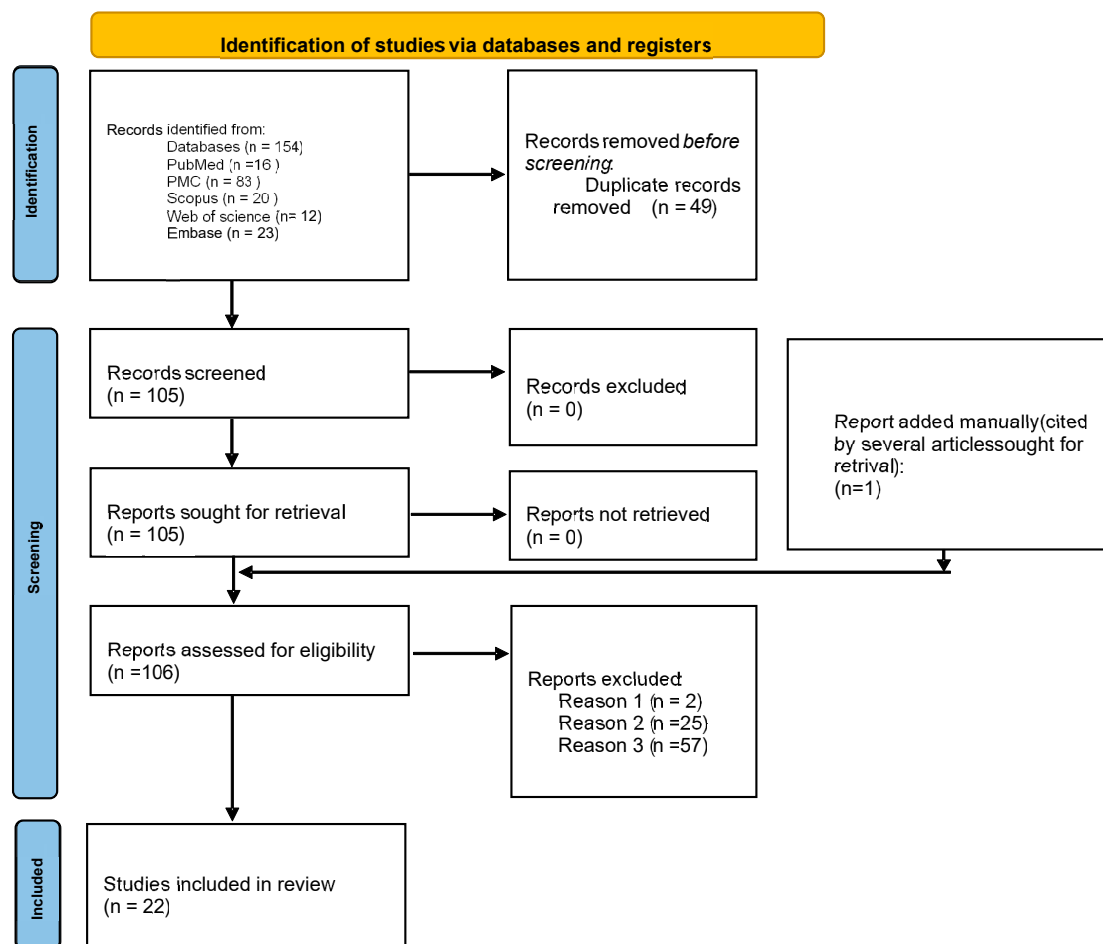 Identification of studies via databases and registers
Identification
Records identified from:
Databases (n = 154)
PubMed (n =16 )
PMC (n = 83 )
Scopus (n = 20 )
Web of science (n= 12)
Embase (n = 23)
Records removed before
screening:
Duplicate records
removed (n = 49)
Screening
Records screened
(n = 105)
Records excluded
(n = 0)
Report added manually(cited
by several articlessought for
retrival):
(n=1)
Reports sought for retrieval
(n = 105)
Reports not retrieved
(n = 0)
Reports assessed for eligibility
(n =106)
Reports excluded:
Reason 1 (n = 2)
Reason 2 (n =25)
Reason 3 (n =57)
Included
Studies included in review
(n = 22)